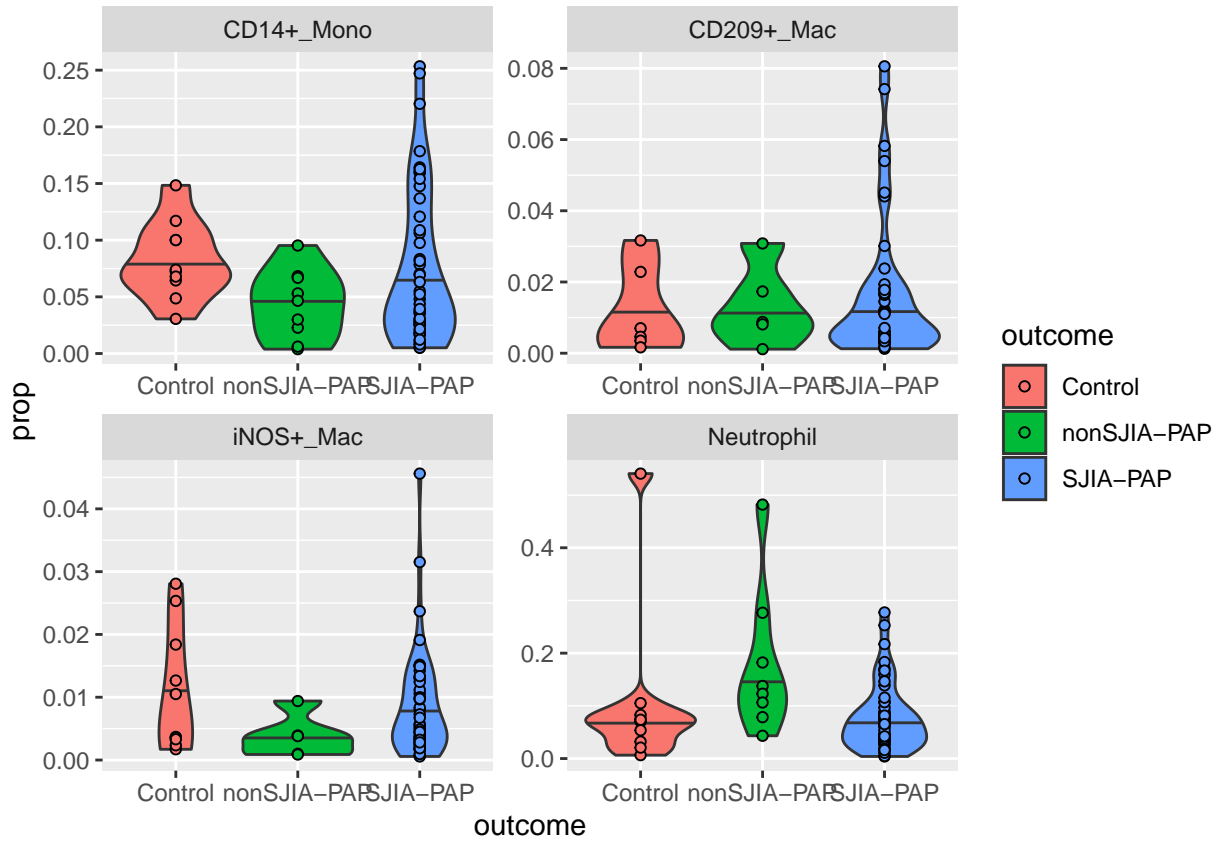 CD14+_Mono
CD209+_Mac
0.25
0.20
0.15
0.10
0.05
0.00
0.08
0.06
0.04
0.02
0.00
Control nonSJIA−PAP SJIA−PAP
Control nonSJIA−PAP SJIA−PAP
iNOS+_Mac
Neutrophil
0.04
0.03
0.02
0.01
0.00
0.4
0.2
0.0
Control nonSJIA−PAP SJIA−PAP
Control nonSJIA−PAP SJIA−PAP
prop
outcome
outcome
Control
nonSJIA−PAP
SJIA−PAP